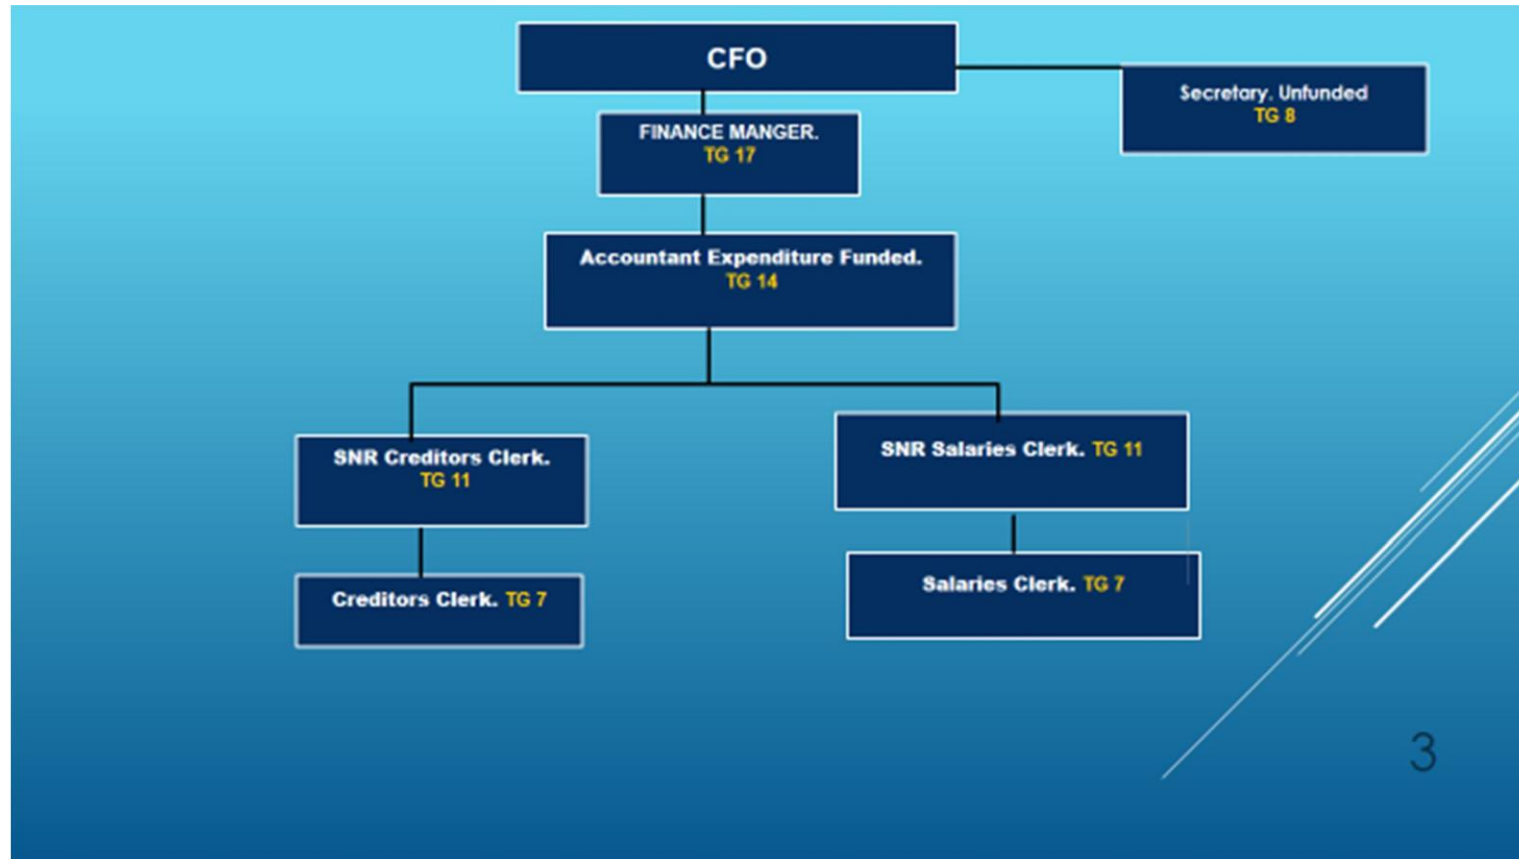 CFO
Secretary. Unfunded
TG 8
FINANCE MANGER.
TG 17
Accountant Expenditure Funded.
TG 14
SNR Creditors Clerk.
TG 11
SNR Salaries Clerk. TG 11
Creditors Clerk. TG 7
Salaries Clerk. TG 7
3